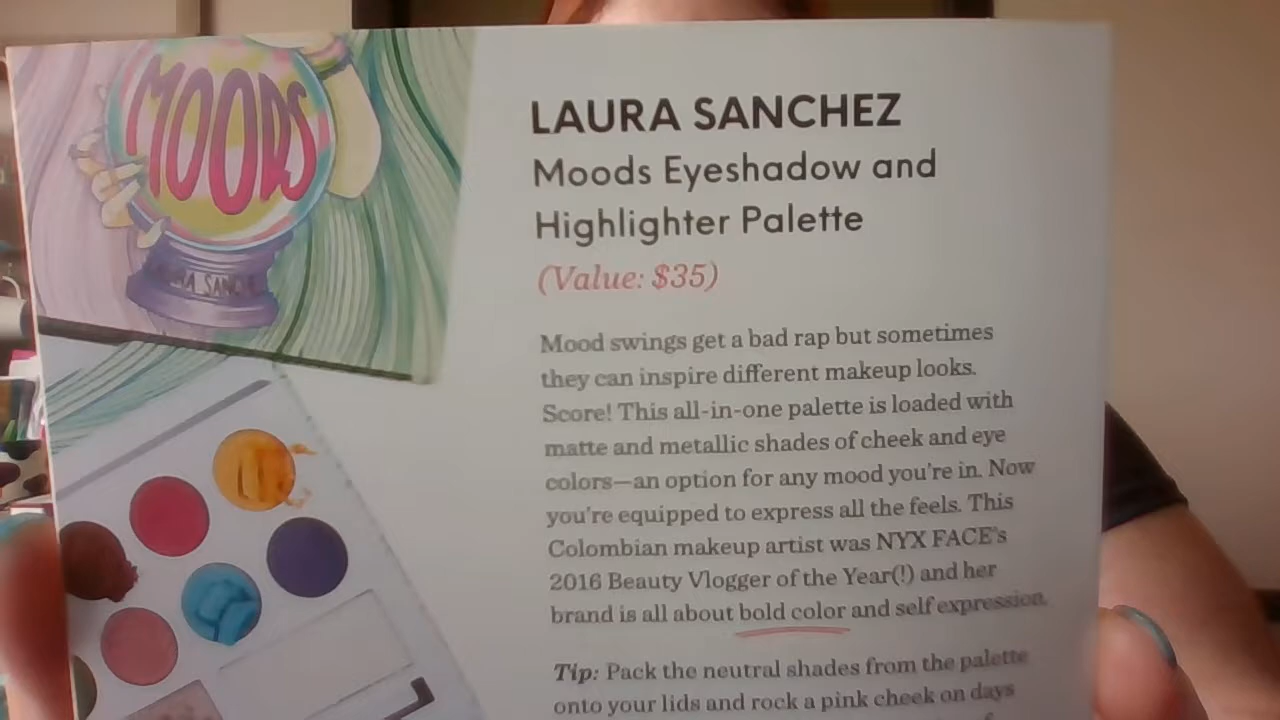 MOODS
LAURA SANCHEZ
Moods Eyeshadow and
Highlighter Palette
(Value: $35)
Mood swings get a bad rap but sometimes
they can inspire different makeup looks.
Score! This all-in-one palette is loaded with
matte and metallic shades of cheek and eye
colors—an option for any mood you're in. Now
you're equipped to express all the feels. This
Colombian makeup artist was NYX FACE's
2016 Beauty Vlogger of the Year(!) and her
brand is all about bold color and self expression.
Tip: Pack the neutral shades from the palette
onto your lids and rock a pink cheek on days